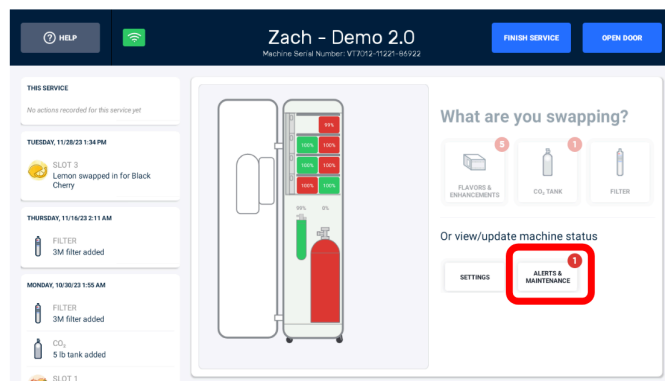 HELP
Zach - Demo 2.0
Machine Serial Number: VT7012-11221-86922
FINISH SERVICE
OPEN DOOR
THIS SERVICE
No actions recorded for this service yet
TUESDAY, 11/28/23 1:34 PM
SLOT 3
Lemon swapped in for Black
Cherry
THURSDAY, 11/16/23 2:11 AM
FILTER
3M filter added
MONDAY, 10/30/23 1:55 AM
FILTER
3M filter added
CO₂
5 lb tank added
SLOT 1
99%
100% 100%
100% 100%
100% 100%
99% 8%
What are you swapping?
5
FLAVORS &
ENHANCEMENTS
1
CO₂ TANK
FILTER
Or view/update machine status
SETTINGS
1
ALERTS &
MAINTENANCE